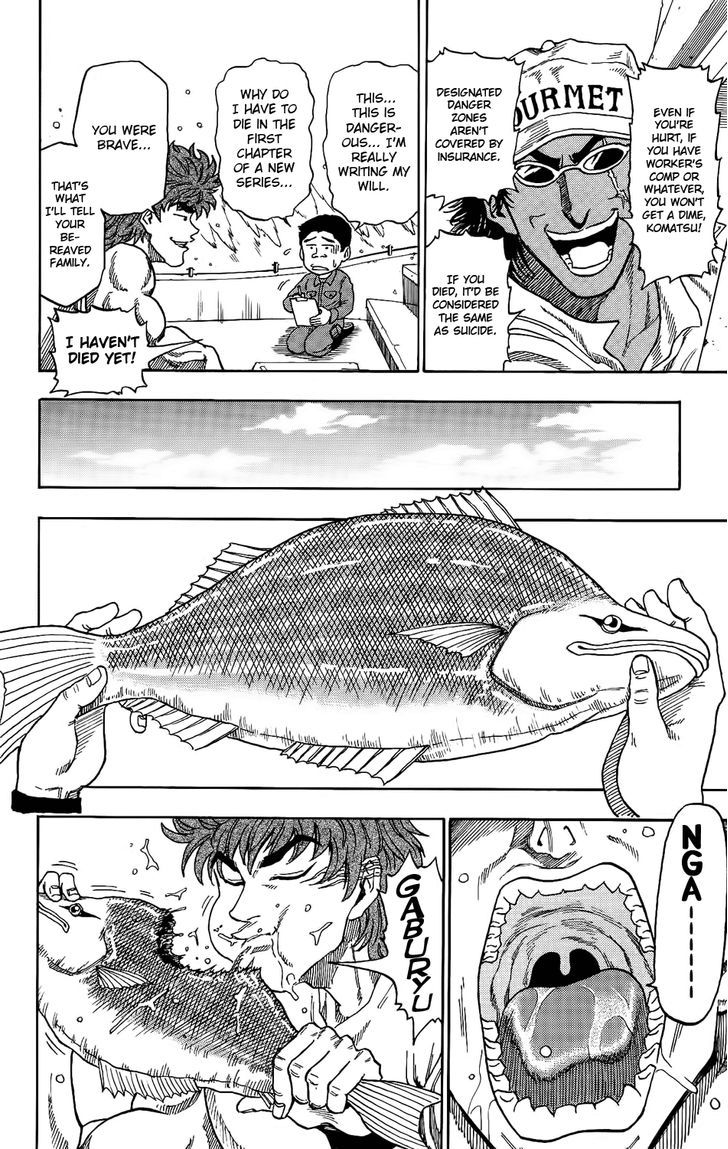 EVEN IF
YOU'RE
HURT, IF
YOU HAVE
WORKER'S
COMP OR
WHATEVER,
YOU WON'T
GET A DIME,
KOMATSU!
OURMET
DESIGNATED
DANGER
ZONES
AREN'T
COVERED BY
INSURANCE.
IF YOU
DIED, IT'D BE
CONSIDERED
THE SAME
AS SUICIDE.
THIS...
THIS IS
DANGER-
OUS... I'M
REALLY
WRITING MY
WILL.
WHY DO
I HAVE TO
DIE IN THE
FIRST
CHAPTER
OF A NEW
SERIES...
YOU WERE
BRAVE...
THAT'S
WHAT
I'LL TELL
YOUR
BE-
REAVED
FAMILY.
I HAVEN'T
DIED YET!
NGA------
GABURYU